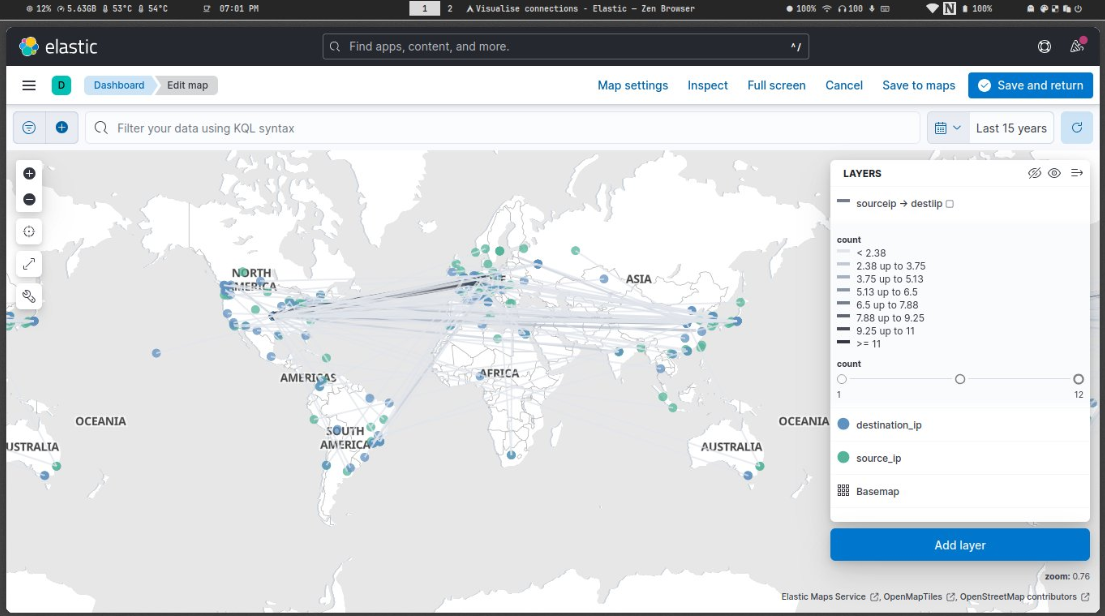 12% 5.63GB 53°C 54°C 07:01 PM 1 2 Visualise connections - Elastic — Zen Browser 100% 100 N 100%
elastic Find apps, content, and more. ^/
D Dashboard Edit map Map settings Inspect Full screen Cancel Save to maps Save and return
Filter your data using KQL syntax Last 15 years
LAYERS
sourceip → destiip
count
< 2.38
2.38 up to 3.75
3.75 up to 5.13
5.13 up to 6.5
6.5 up to 7.88
7.88 up to 9.25
9.25 up to 11
>= 11
count
1 12
destination_ip
source_ip
Basemap
Add layer
NORTH
AMERICA
ASIA
AMERICAS
AFRICA
OCEANIA
OCEANIA
SOUTH
AMERICA
USTRALIA
AUSTRALIA
zoom: 0.76
Elastic Maps Service , OpenMapTiles , OpenStreetMap contributors